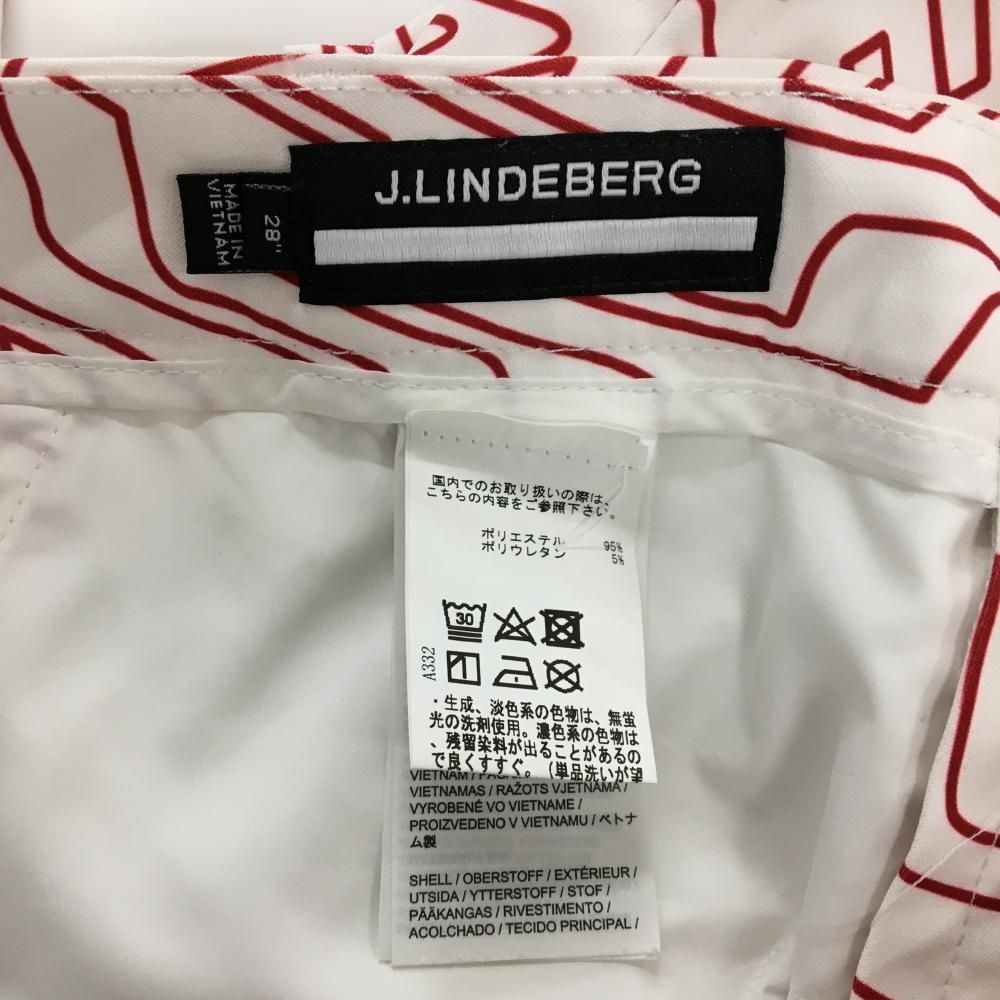 J.LINDEBERG
28"
MADE IN
VIETNAM
国内でのお取り扱いの際は、
こちらの内容をご参照下さい。
ポリエステル 95%
ポリウレタン 5%
30
A332
・生成、淡色系の色物は、無蛍
光の洗剤使用。濃色系の色物は
、残留染料が出ることがあるの
で良くすすぐ。（単品洗いが望
VIETNAM /
VIETNAMAS / RAŽOTS VJETNĀMĀ /
VYROBENÉ VO VIETNAME /
PROIZVEDENO V VIETNAMU / ベトナ
ム製
SHELL / OBERSTOFF / EXTÉRIEUR /
UTSIDA / YTTERSTOFF / STOF /
PÄÄKANGAS / RIVESTIMENTO /
ACOLCHADO / TECIDO PRINCIPAL /